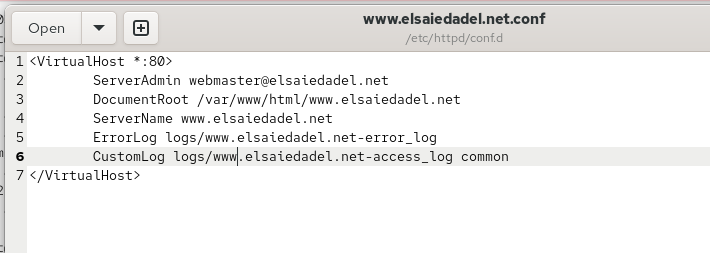 Open
www.elsaiedadel.net.conf
/etc/httpd/conf.d
1 <VirtualHost *:80>
2         ServerAdmin webmaster@elsaiedadel.net
3         DocumentRoot /var/www/html/www.elsaiedadel.net
4         ServerName www.elsaiedadel.net
5         ErrorLog logs/www.elsaiedadel.net-error_log
6         CustomLog logs/www.elsaiedadel.net-access_log common
7 </VirtualHost>